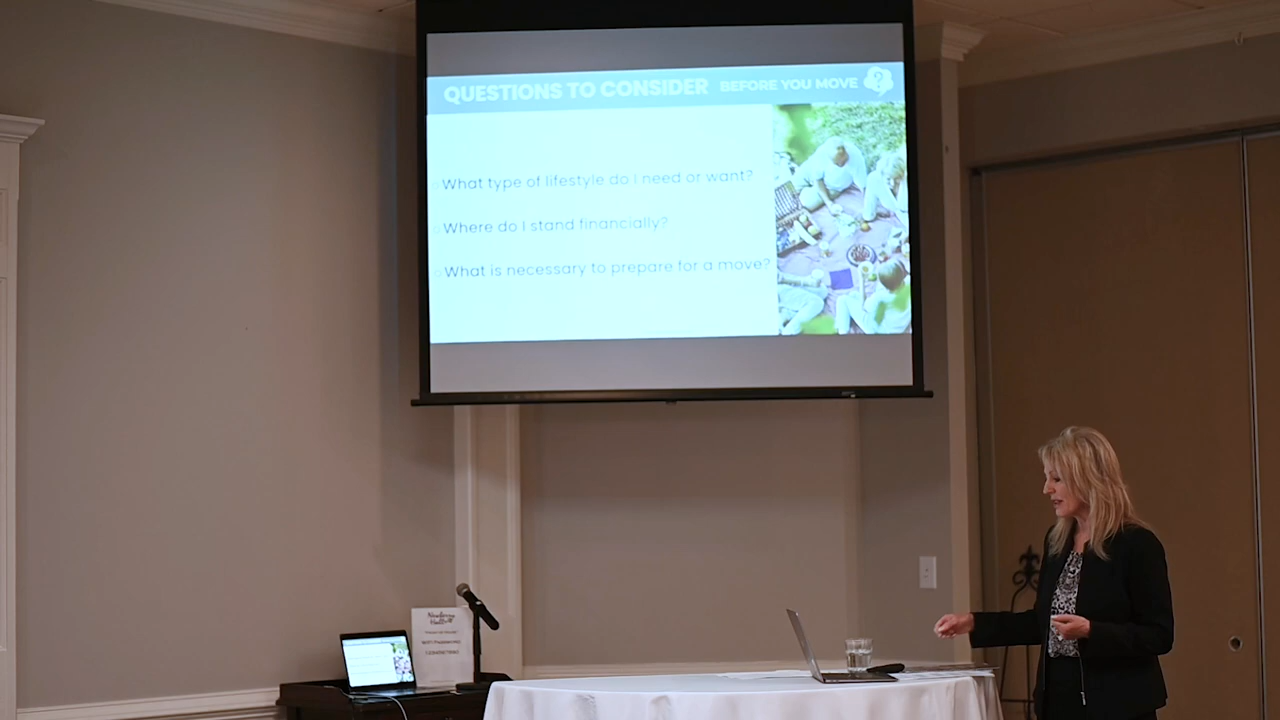 QUESTIONS TO CONSIDER BEFORE YOU MOVE
?
What type of lifestyle do I need or want?
Where do I stand financially?
What is necessary to prepare for a move?